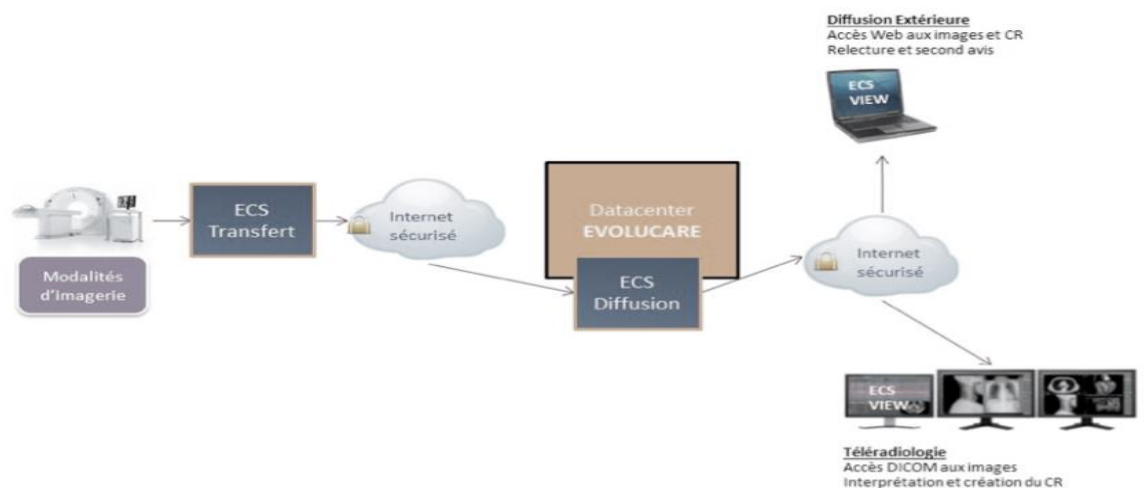 Diffusion Extérieure
Accès Web aux images et CR
Relecture et second avis
ECS
VIEW
ECS
Transfert
Internet
sécurisé
Datacenter
EVOLUCARE
ECS
Diffusion
Internet
sécurisé
Modalités
d'imagerie
ECS
VIEW
Téléradiologie
Accès DICOM aux images
Interprétation et création du CR